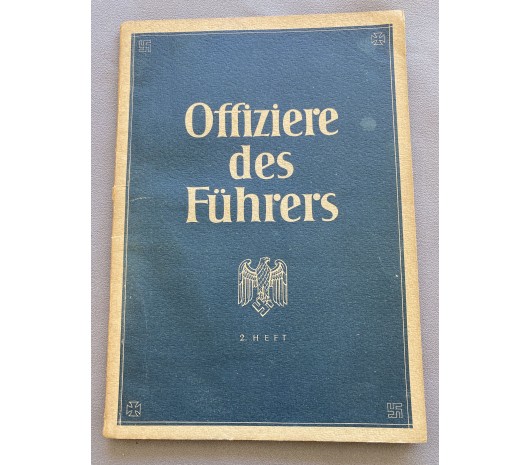 Offiziere
des
Führers
2. HEFT